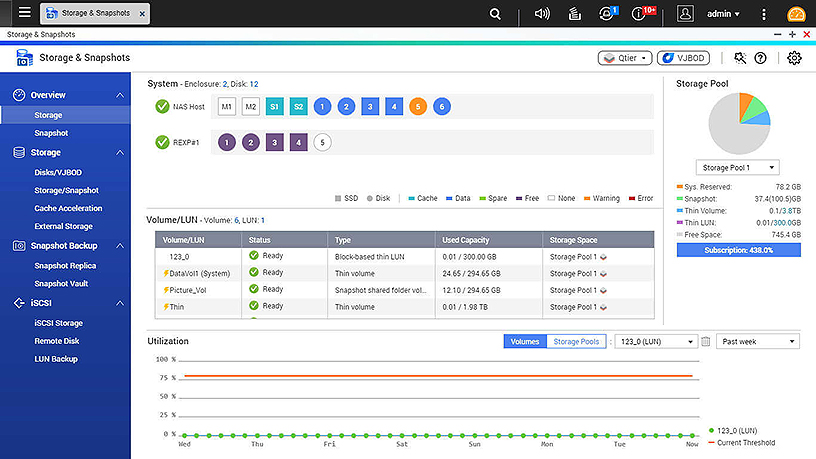 Storage & Snapshots ×
1
10+
admin
Storage & Snapshots
Storage & Snapshots
Qtier
VJBOD
Overview
Storage
Snapshot
Storage
Disks/VJBOD
Storage/Snapshot
Cache Acceleration
External Storage
Snapshot Backup
Snapshot Replica
Snapshot Vault
iSCSI
iSCSI Storage
Remote Disk
LUN Backup
System - Enclosure: 2, Disk: 12
NAS Host M1 M2 S1 S2 1 2 3 4 5 6
REXP#1 1 2 3 4 5
SSD Disk Cache Data Spare Free None Warning Error
Volume/LUN - Volume: 6, LUN: 1
Volume/LUN Status Type Used Capacity Storage Space
123_0 Ready Block-based thin LUN 0.01 / 300.00 GB Storage Pool 1
DataVol1 (System) Ready Thin volume 24.65 / 294.65 GB Storage Pool 1
Picture_Vol Ready Snapshot shared folder vol... 12.10 / 294.65 GB Storage Pool 1
Thin Ready Thin volume 0.01 / 1.98 TB Storage Pool 1
Storage Pool
Storage Pool 1
Sys. Reserved: 78.2 GB
Snapshot: 37.4(100.5)GB
Thin Volume: 0.1/3.8TB
Thin LUN: 0.01/300.0GB
Free Space: 745.4 GB
Subscription: 438.0%
Utilization Volumes Storage Pools : 123_0 (LUN) Past week
100 %
75 %
50 %
25 %
0 %
Wed Thu Fri Sat Sun Mon Tue Now
123_0 (LUN)
Current Threshold